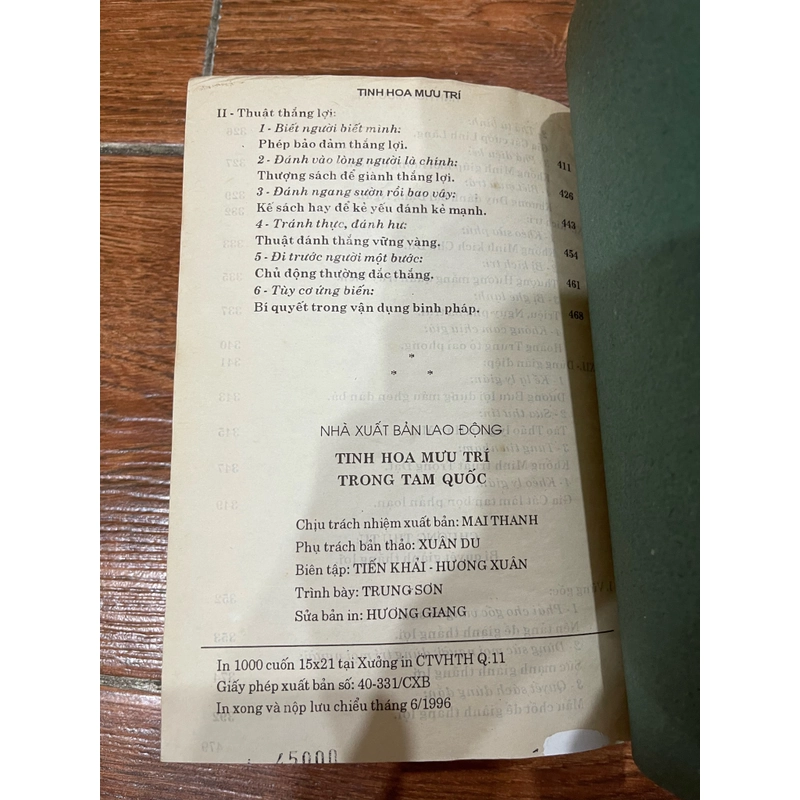 TINH HOA MƯU TRÍ
II - Thuật thắng lợi:
1 - Biết người biết mình:
Phép bảo đảm thắng lợi. 411
2 - Đánh vào lòng người là chính:
Thượng sách để giành thắng lợi. 426
3 - Đánh ngang sườn rồi bao vây:
Kế sách hay để kẻ yếu đánh kẻ mạnh. 443
4 - Tránh thực, đánh hư:
Thuật đánh thắng vững vàng. 454
5 - Đi trước người một bước:
Chủ động thường đắc thắng. 461
6 - Tùy cơ ứng biến:
Bí quyết trong vận dụng binh pháp. 468
*
* *
NHÀ XUẤT BẢN LAO ĐỘNG
TINH HOA MƯU TRÍ
TRONG TAM QUỐC
Chịu trách nhiệm xuất bản: MAI THANH
Phụ trách bản thảo: XUÂN DU
Biên tập: TIẾN KHẢI - HƯƠNG XUÂN
Trình bày: TRUNG SƠN
Sửa bản in: HƯƠNG GIANG
In 1000 cuốn 15x21 tại Xưởng in CTVHTH Q.11
Giấy phép xuất bản số: 40-331/CXB
In xong và nộp lưu chiểu tháng 6/1996
45000